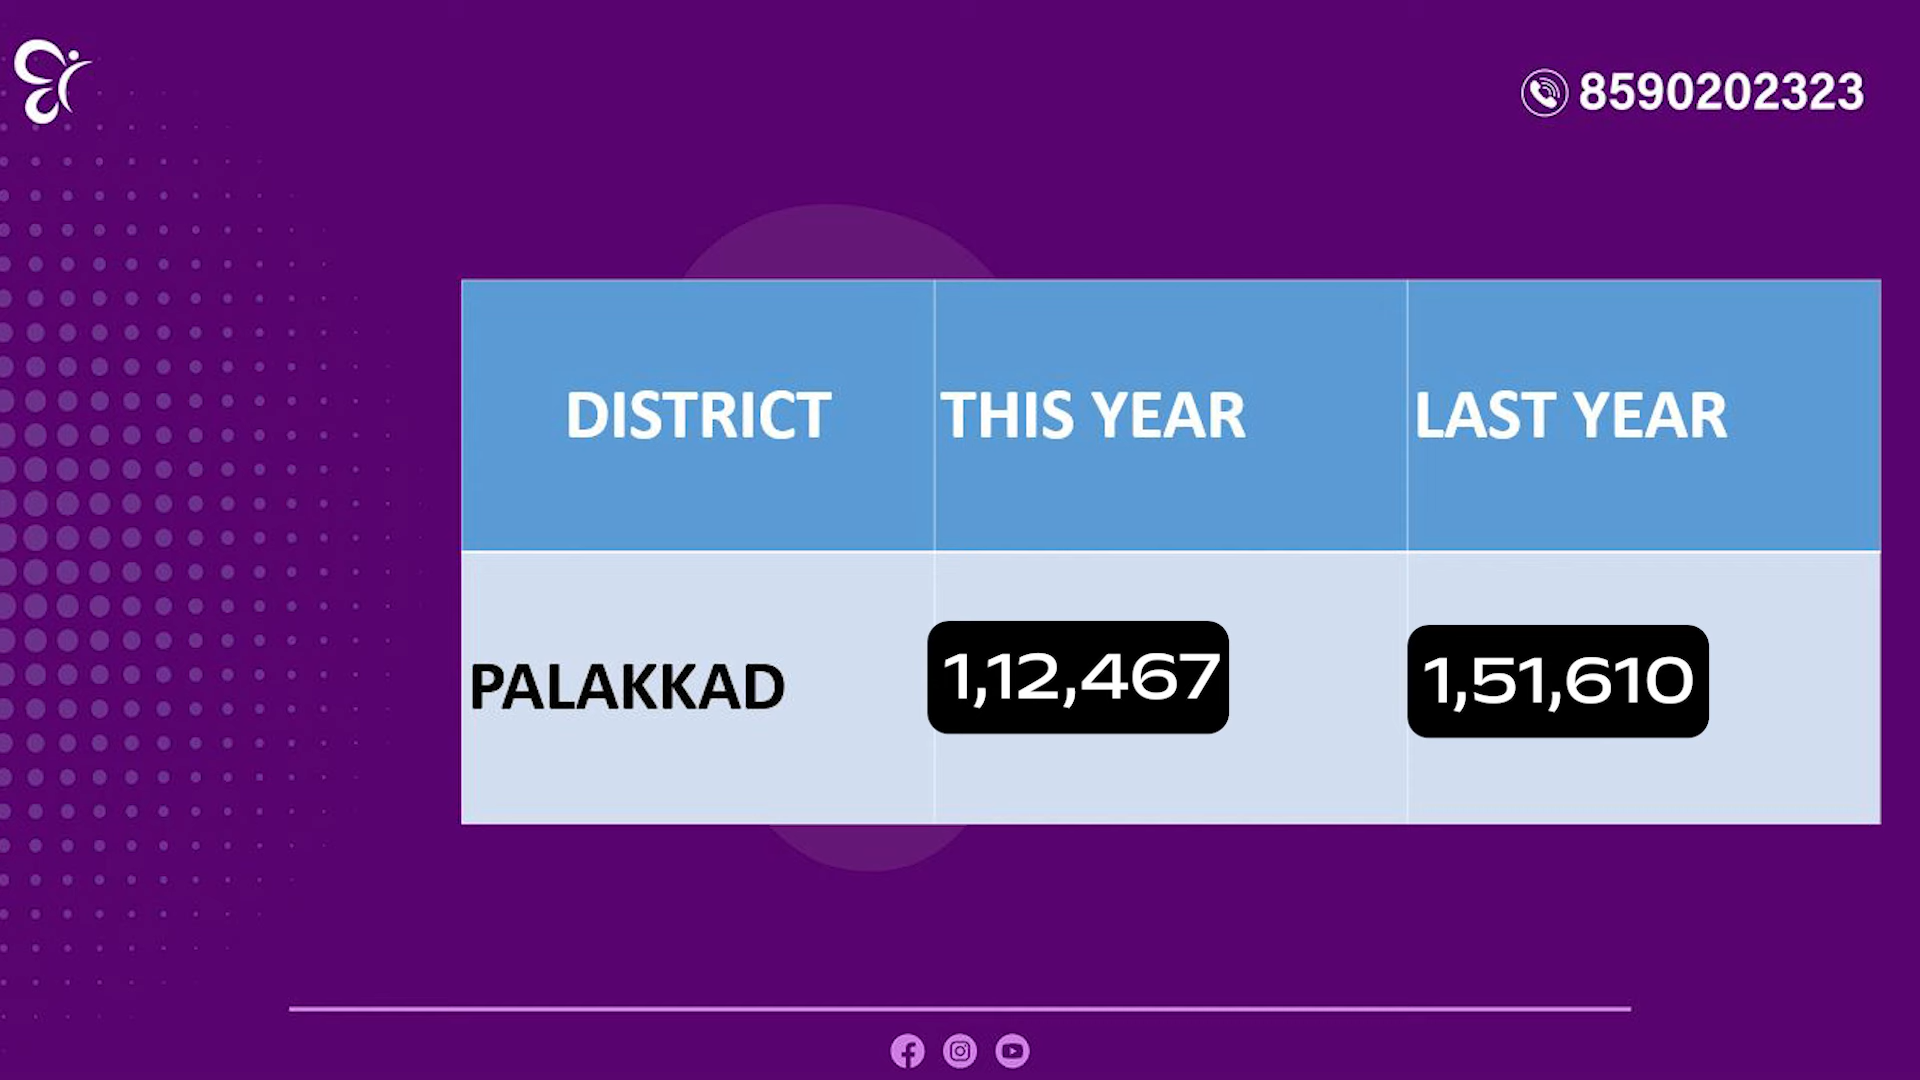 8590202323
DISTRICT THIS YEAR LAST YEAR
PALAKKAD 1,12,467 1,51,610